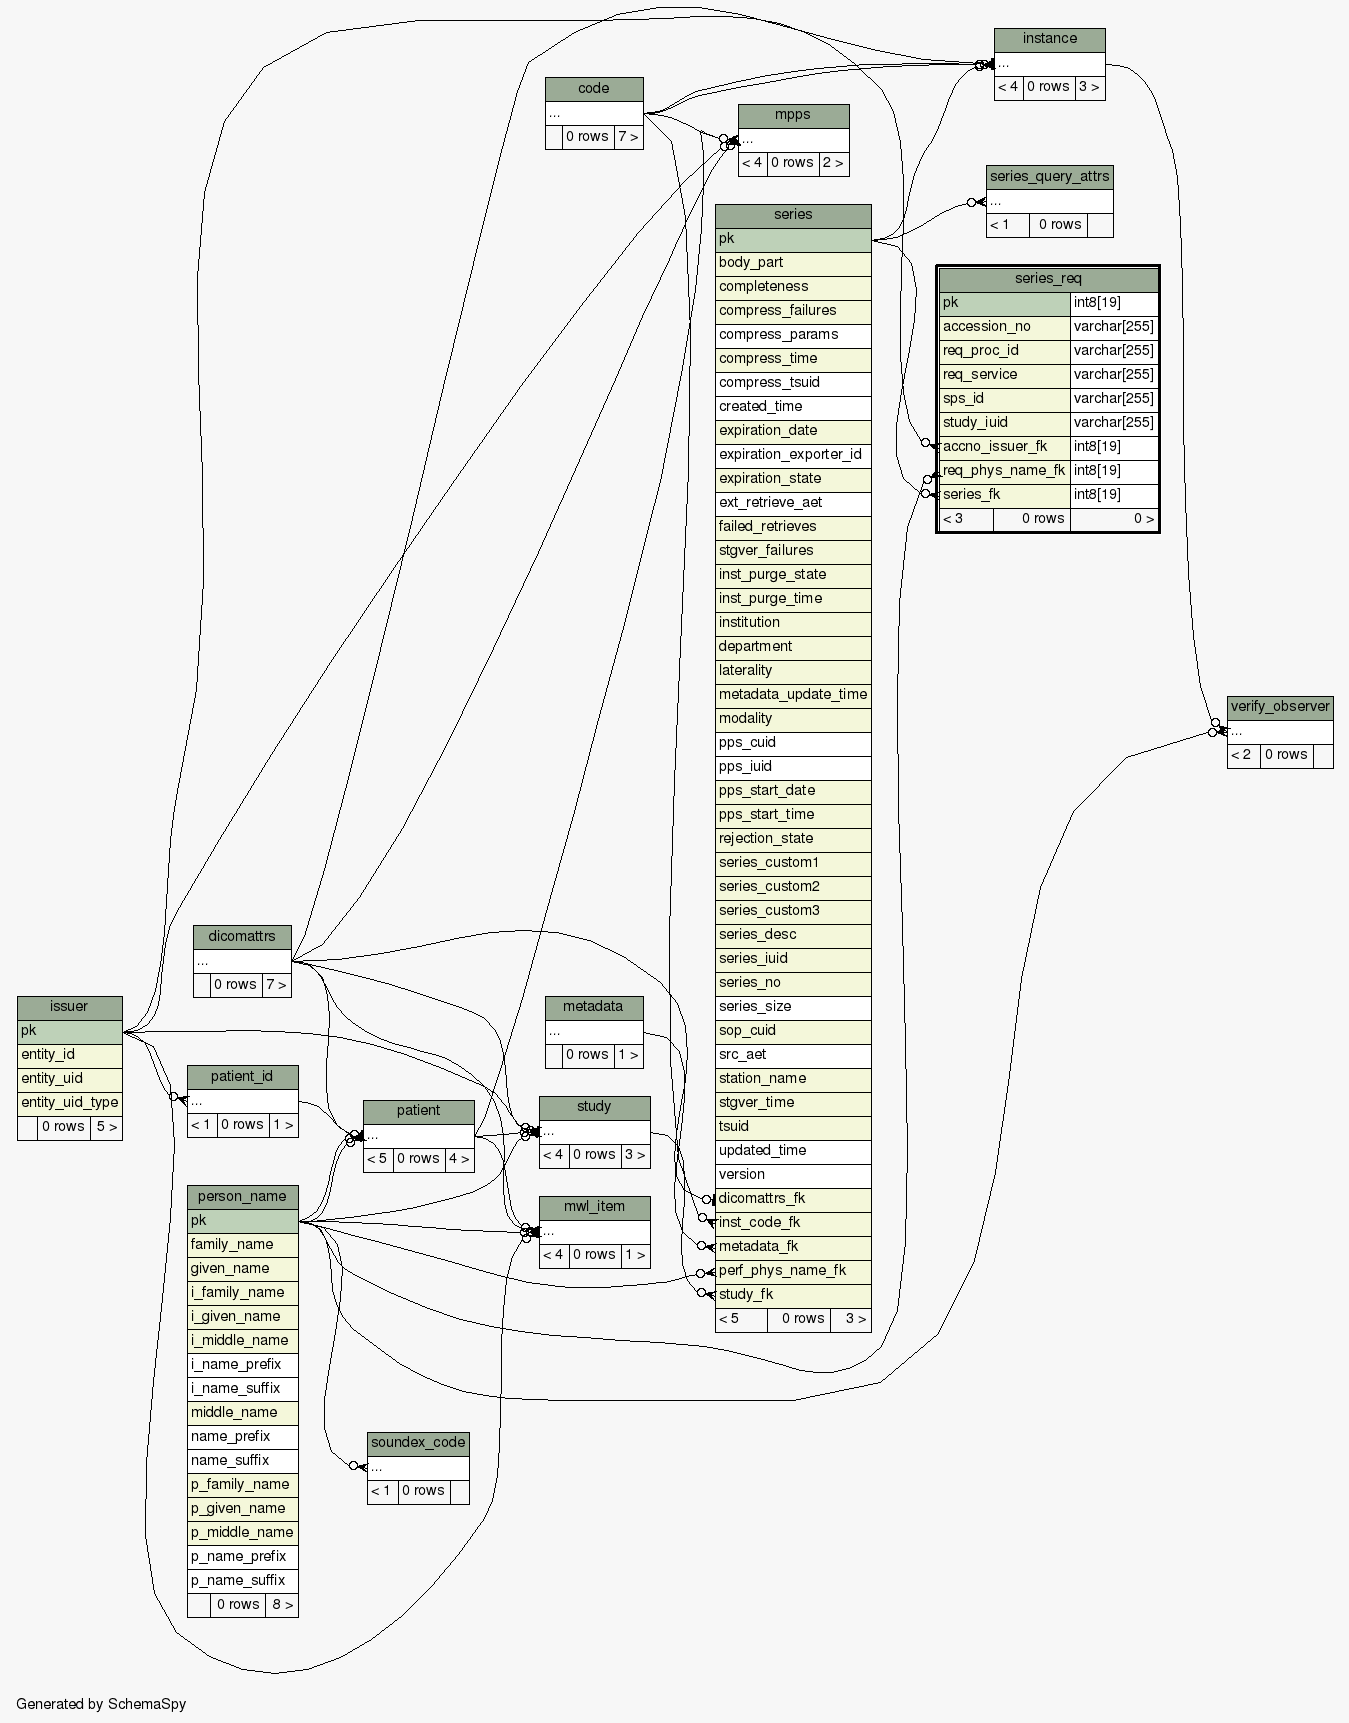 instance
...
< 4 0 rows 3 >
code
...
0 rows 7 >
mpps
...
< 4 0 rows 2 >
series_query_attrs
...
< 1 0 rows
series
pk
body_part
completeness
compress_failures
compress_params
compress_time
compress_tsuid
created_time
expiration_date
expiration_exporter_id
expiration_state
ext_retrieve_aet
failed_retrieves
stgver_failures
inst_purge_state
inst_purge_time
institution
department
laterality
metadata_update_time
modality
pps_cuid
pps_iuid
pps_start_date
pps_start_time
rejection_state
series_custom1
series_custom2
series_custom3
series_desc
series_iuid
series_no
series_size
sop_cuid
src_aet
station_name
stgver_time
tsuid
updated_time
version
dicomattrs_fk
inst_code_fk
metadata_fk
perf_phys_name_fk
study_fk
< 5 0 rows 3 >
series_req
pk int8[19]
accession_no varchar[255]
req_proc_id varchar[255]
req_service varchar[255]
sps_id varchar[255]
study_iuid varchar[255]
accno_issuer_fk int8[19]
req_phys_name_fk int8[19]
series_fk int8[19]
< 3 0 rows 0 >
verify_observer
...
< 2 0 rows
dicomattrs
...
0 rows 7 >
issuer
pk
entity_id
entity_uid
entity_uid_type
0 rows 5 >
metadata
...
0 rows 1 >
patient_id
...
< 1 0 rows 1 >
patient
...
< 5 0 rows 4 >
study
...
< 4 0 rows 3 >
person_name
pk
family_name
given_name
i_family_name
i_given_name
i_middle_name
i_name_prefix
i_name_suffix
middle_name
name_prefix
name_suffix
p_family_name
p_given_name
p_middle_name
p_name_prefix
p_name_suffix
0 rows 8 >
mwl_item
...
< 4 0 rows 1 >
soundex_code
...
< 1 0 rows
Generated by SchemaSpy